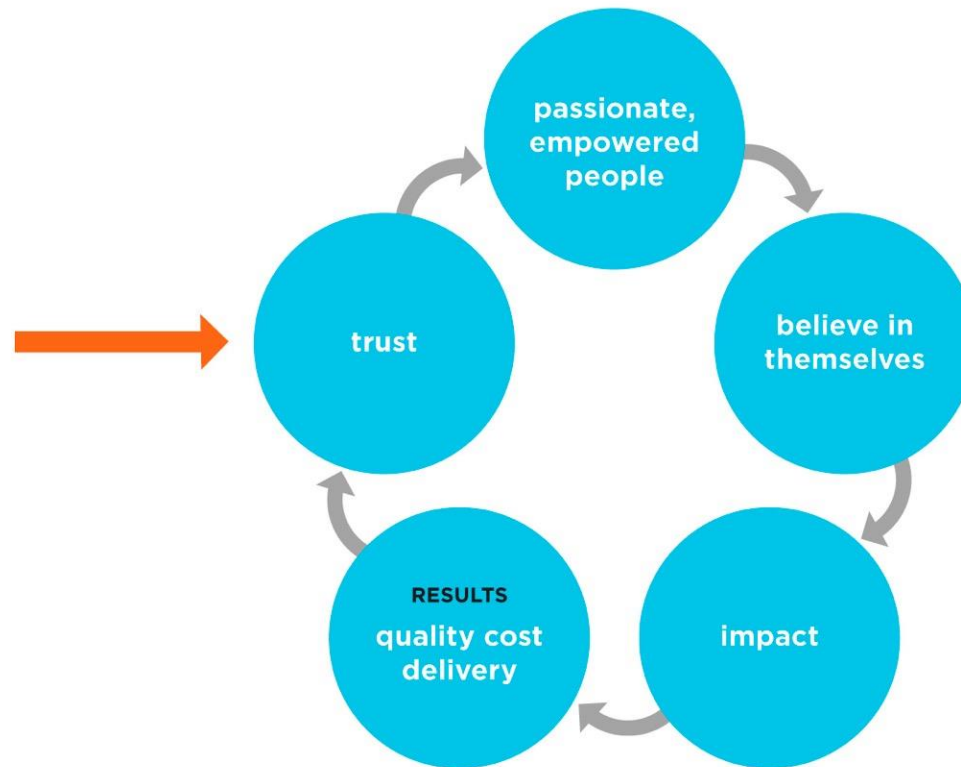 passionate,
empowered
people
trust
believe in
themselves
RESULTS
quality cost
delivery
impact